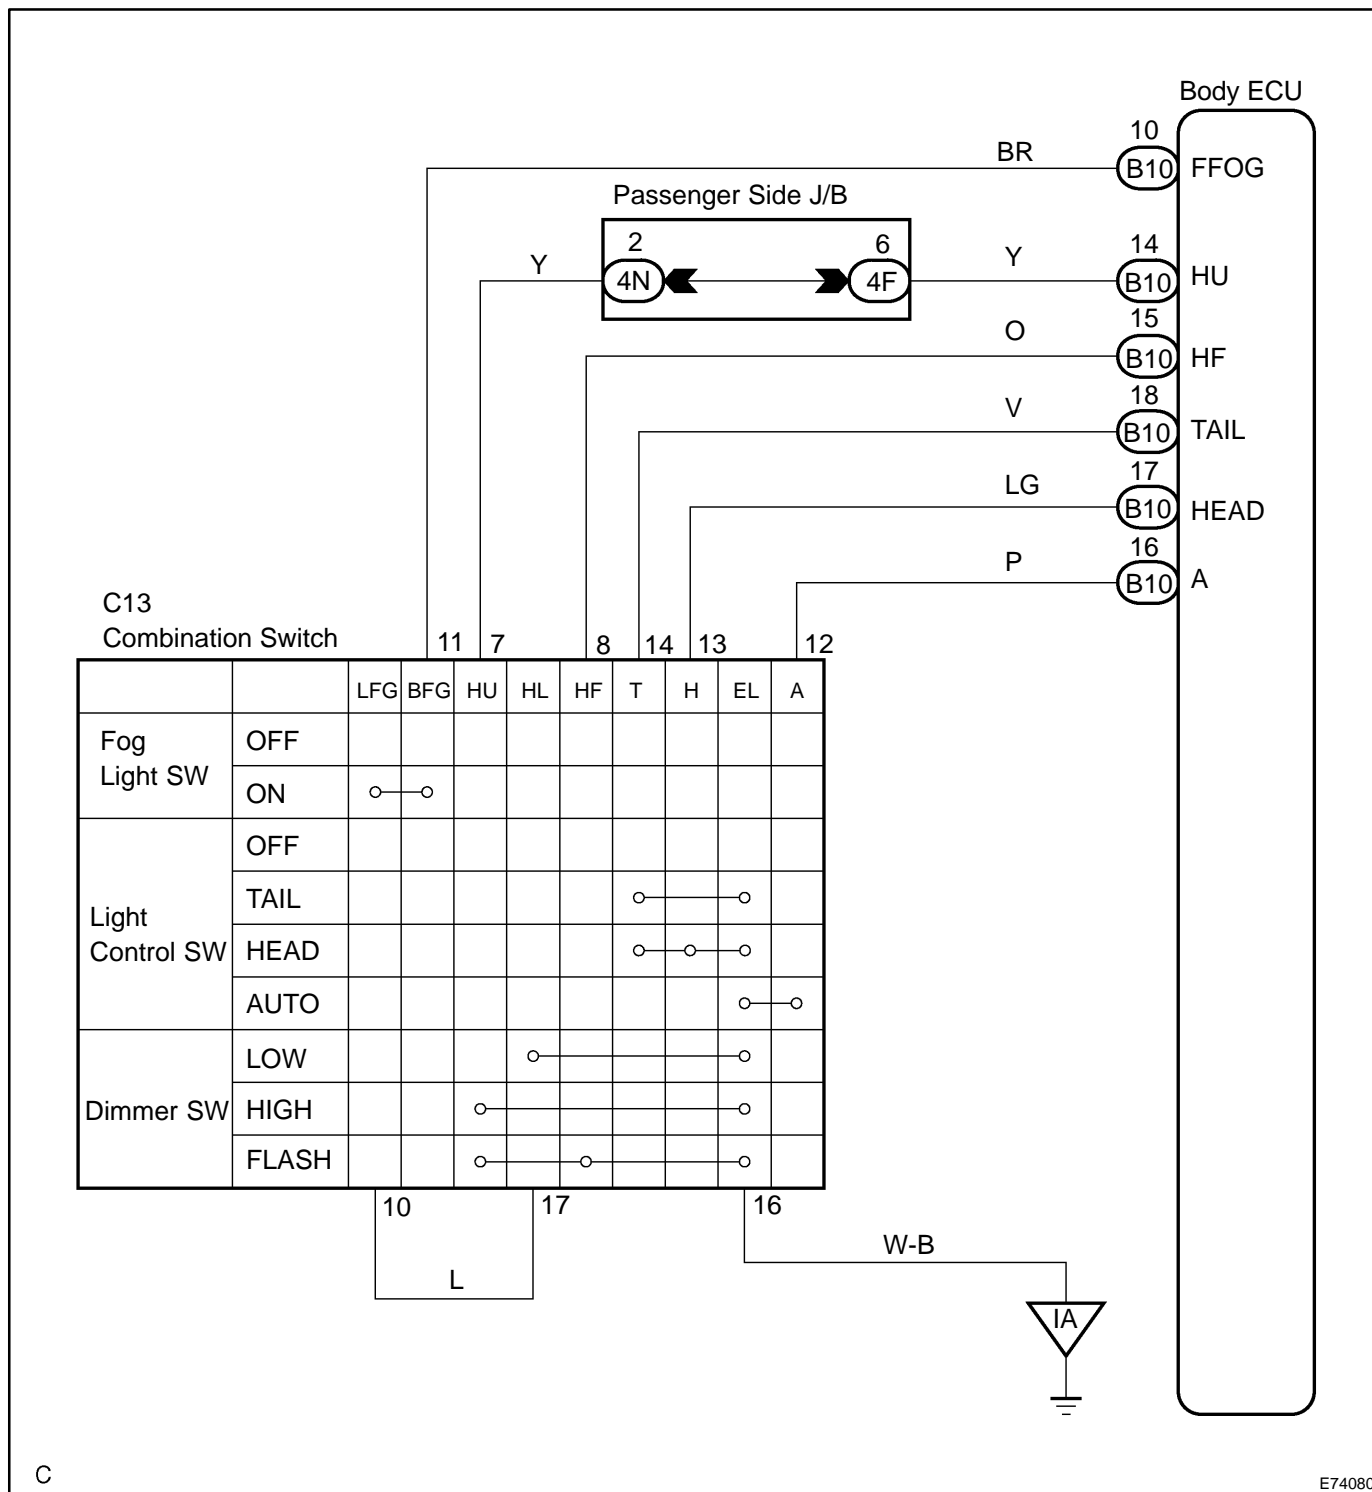 Body ECU
10
BR
B10 FFOG
Passenger Side J/B
2 6 14
Y 4N 4F Y B10 HU
15
O B10 HF
18
V B10 TAIL
17
LG B10 HEAD
16
P B10 A
C13
Combination Switch 11 7 8 14 13 12
LFG BFG HU HL HF T H EL A
Fog
Light SW
OFF
ON
Light
Control SW
OFF
TAIL
HEAD
AUTO
Dimmer SW
LOW
HIGH
FLASH
10 17 16
L
W-B
IA
C
E74080